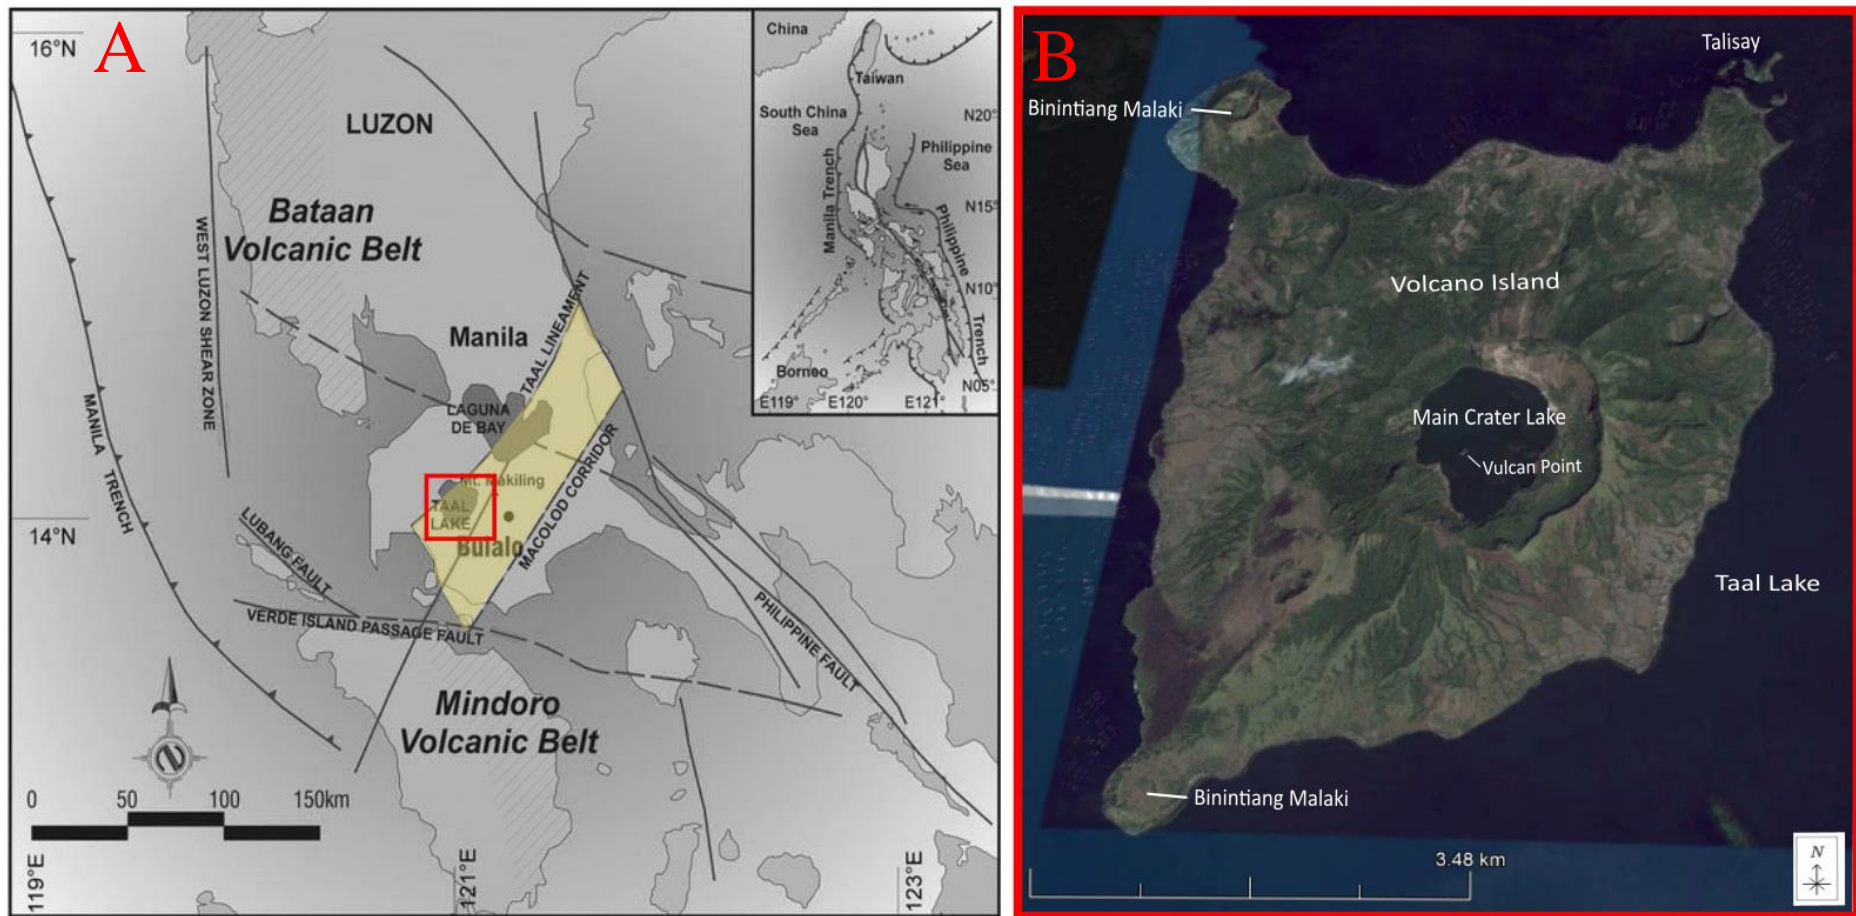 A
16°N
LUZON
Bataan
Volcanic Belt
WEST LUZON SHEAR ZONE
MANILA TRENCH
Manila
TAAL LINEAMENT
LAGUNA
DE BAY
Mt. Makiling
TAAL
LAKE
Bulalo
MACOLOD CORRIDOR
14°N
LUBANG FAULT
VERDE ISLAND PASSAGE FAULT
PHILIPPINE FAULT
Mindoro
Volcanic Belt
N
0 50 100 150km
119°E
121°E
123°E
China
Taiwan
South China
Sea
N20°
Philippine
Sea
Manila Trench
N15°
Phillippine
Trench
N10°
Borneo
N05°
E119° E120° E121°
B
Talisay
Binintiang Malaki
Volcano Island
Main Crater Lake
Vulcan Point
Taal Lake
Binintiang Malaki
3.48 km
N